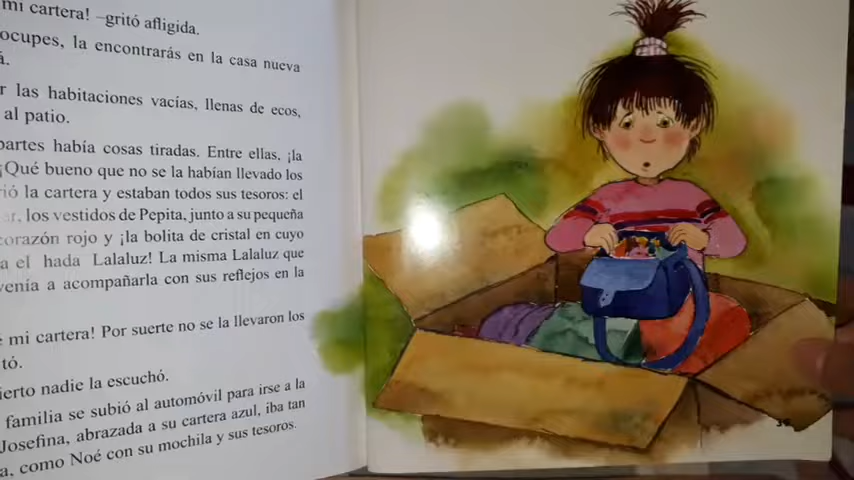 mi cartera! –gritó afligida.
ocupes, la encontrarás en la casa nueva
á.
r las habitaciones vacías, llenas de ecos,
al patio.
partes había cosas tiradas. Entre ellas, ¡la
¡Qué bueno que no se la habían llevado los
rió la cartera y estaban todos sus tesoros: el
ar, los vestidos de Pepita, junto a su pequeña
corazón rojo y ¡la bolita de cristal en cuyo
a el hada Lalaluz! La misma Lalaluz que
venía a acompañarla con sus reflejos en la
é mi cartera! Por suerte no se la llevaron los
tó.
ierto nadie la escuchó.
familia se subió al automóvil para irse a la
Josefina, abrazada a su cartera azul, iba tan
a, como Noé con su mochila y sus tesoros.